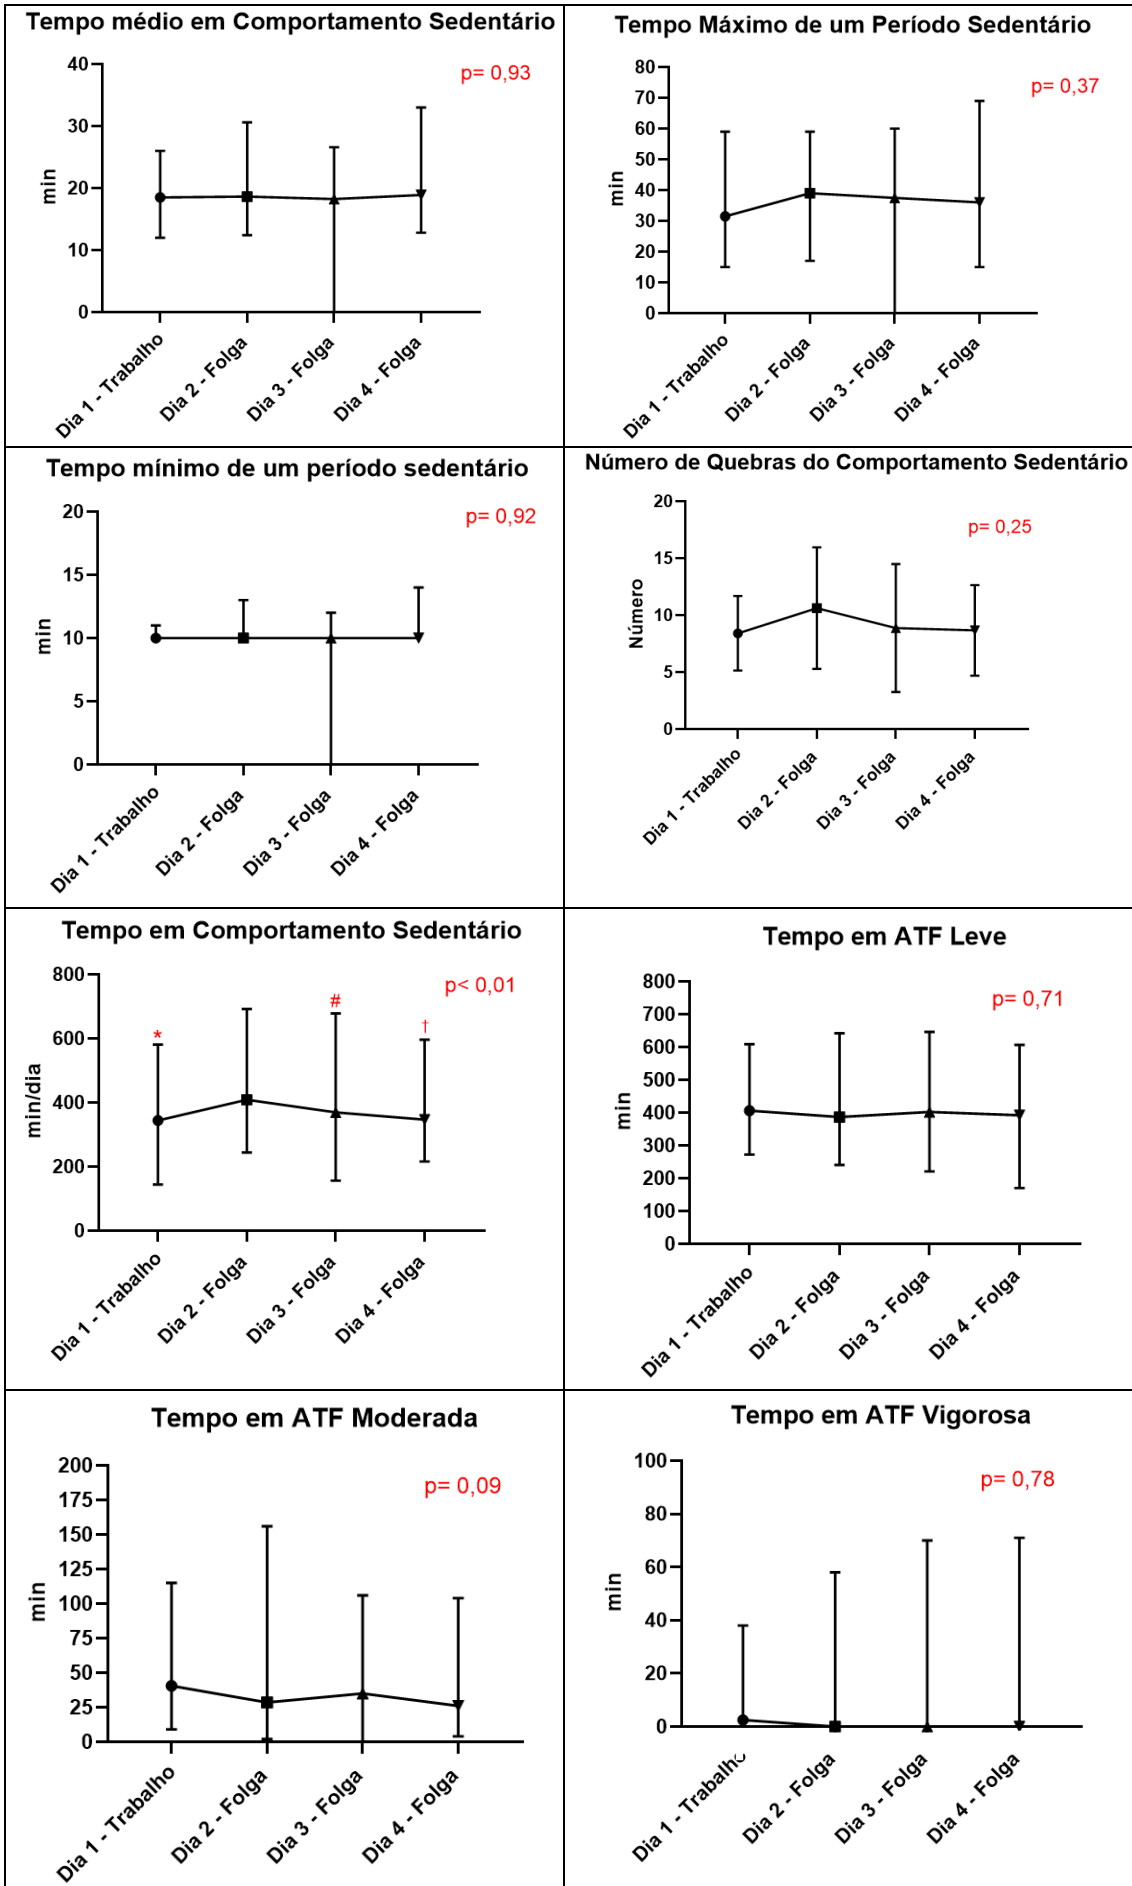 Tempo médio em Comportamento Sedentário
p= 0,93
40
30
20
10
0
min
Dia 1 - Trabalho
Dia 2 - Folga
Dia 3 - Folga
Dia 4 - Folga
Tempo Máximo de um Período Sedentário
p= 0,37
80
70
60
50
40
30
20
10
0
min
Dia 1 - Trabalho
Dia 2 - Folga
Dia 3 - Folga
Dia 4 - Folga
Tempo mínimo de um período sedentário
p= 0,92
20
15
10
5
0
min
Dia 1 - Trabalho
Dia 2 - Folga
Dia 3 - Folga
Dia 4 - Folga
Número de Quebras do Comportamento Sedentário
p= 0,25
20
15
10
5
0
Número
Dia 1 - Trabalho
Dia 2 - Folga
Dia 3 - Folga
Dia 4 - Folga
Tempo em Comportamento Sedentário
p< 0,01
800
600
400
200
0
min/dia
*
#
†
Dia 1 - Trabalho
Dia 2 - Folga
Dia 3 - Folga
Dia 4 - Folga
Tempo em ATF Leve
p= 0,71
800
700
600
500
400
300
200
100
0
min
Dia 1 - Trabalho
Dia 2 - Folga
Dia 3 - Folga
Dia 4 - Folga
Tempo em ATF Moderada
p= 0,09
200
175
150
125
100
75
50
25
0
min
Dia 1 - Trabalho
Dia 2 - Folga
Dia 3 - Folga
Dia 4 - Folga
Tempo em ATF Vigorosa
p= 0,78
100
80
60
40
20
0
min
Dia 1 - Trabalho
Dia 2 - Folga
Dia 3 - Folga
Dia 4 - Folga